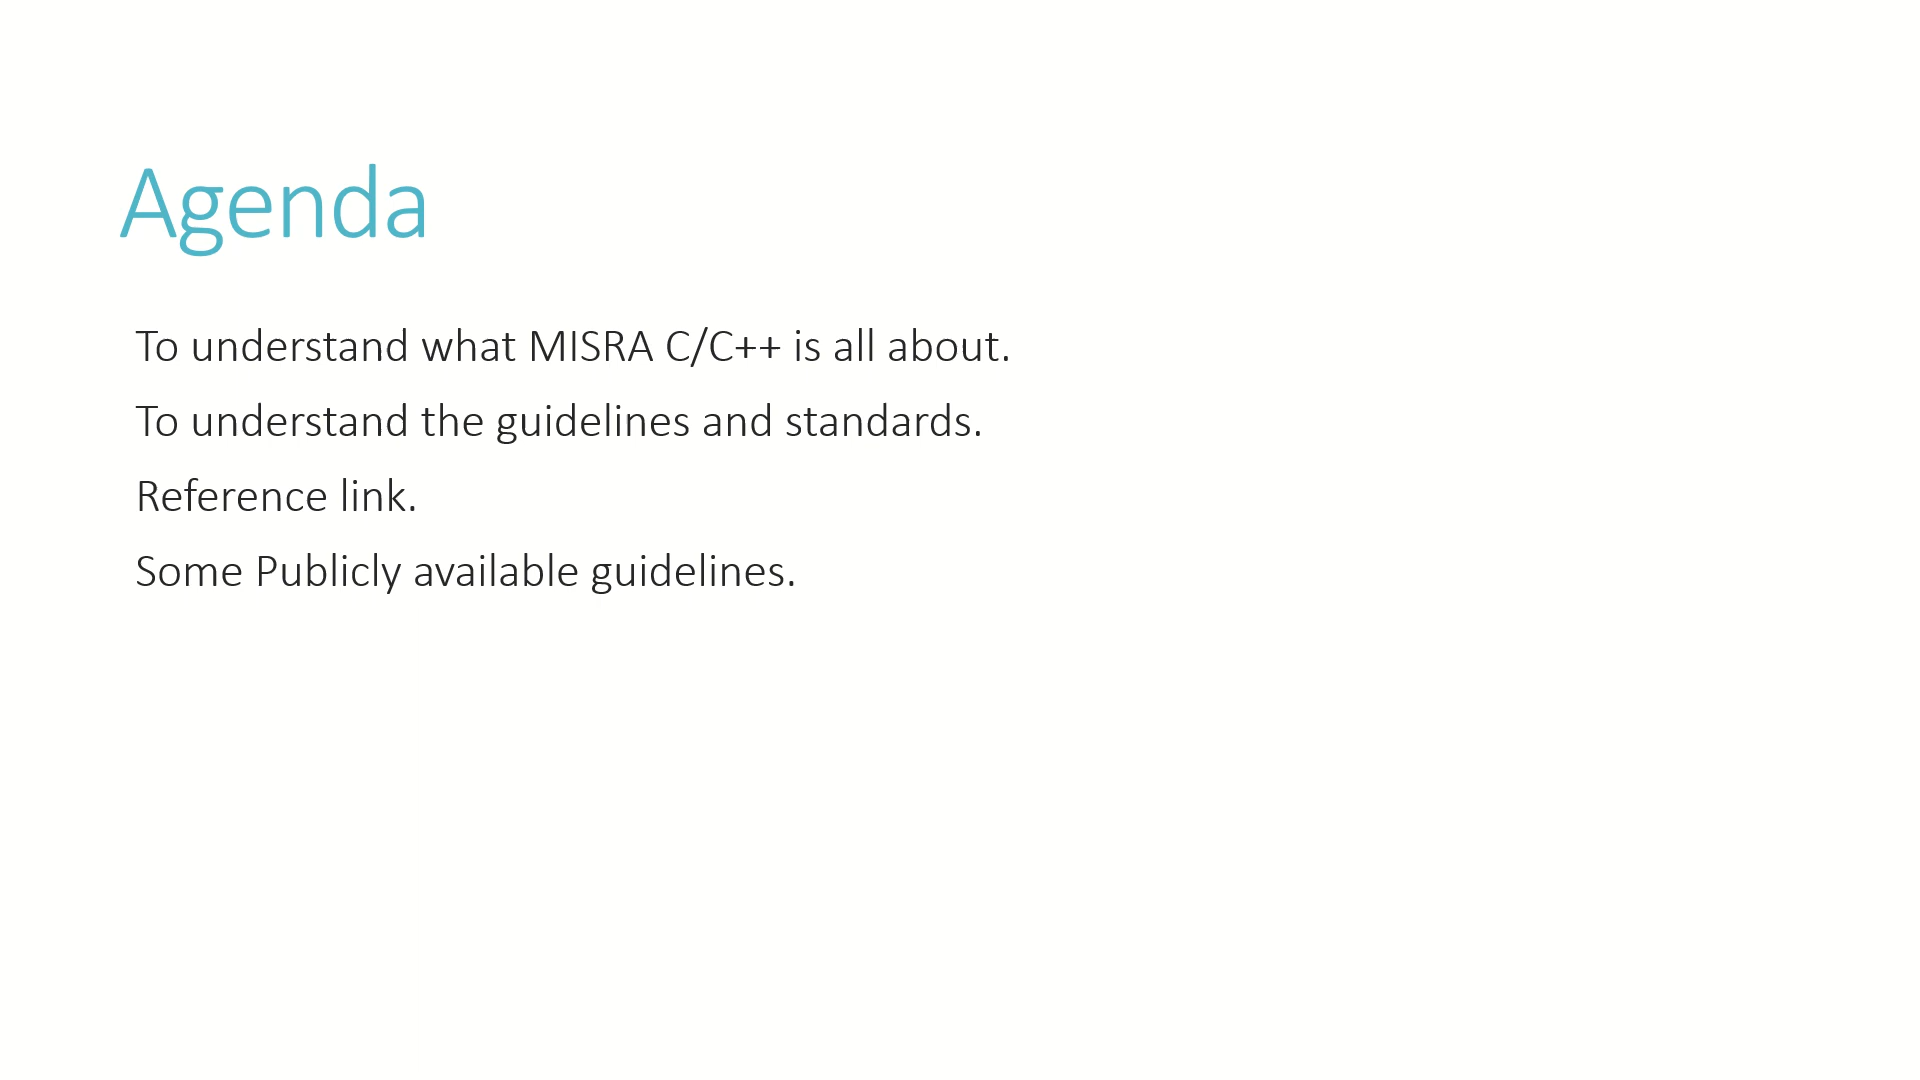 Agenda
To understand what MISRA C/C++ is all about.
To understand the guidelines and standards.
Reference link.
Some Publicly available guidelines.